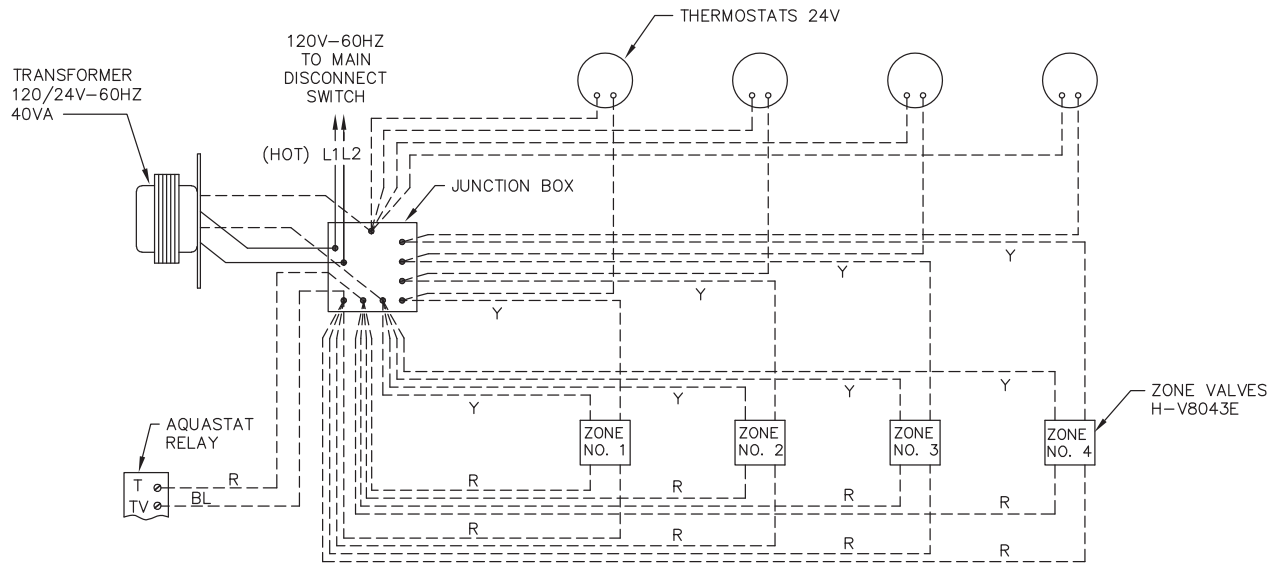 THERMOSTATS 24V
120V-60HZ
TO MAIN
DISCONNECT
SWITCH
TRANSFORMER
120/24V-60HZ
40VA
(HOT) L1 L2
JUNCTION BOX
Y
Y
Y
Y
Y
Y
Y
Y
ZONE VALVES
H-V8043E
AQUASTAT
RELAY
ZONE
NO. 1
ZONE
NO. 2
ZONE
NO. 3
ZONE
NO. 4
T
R
TV
BL
R
R
R
R
R
R
R
R